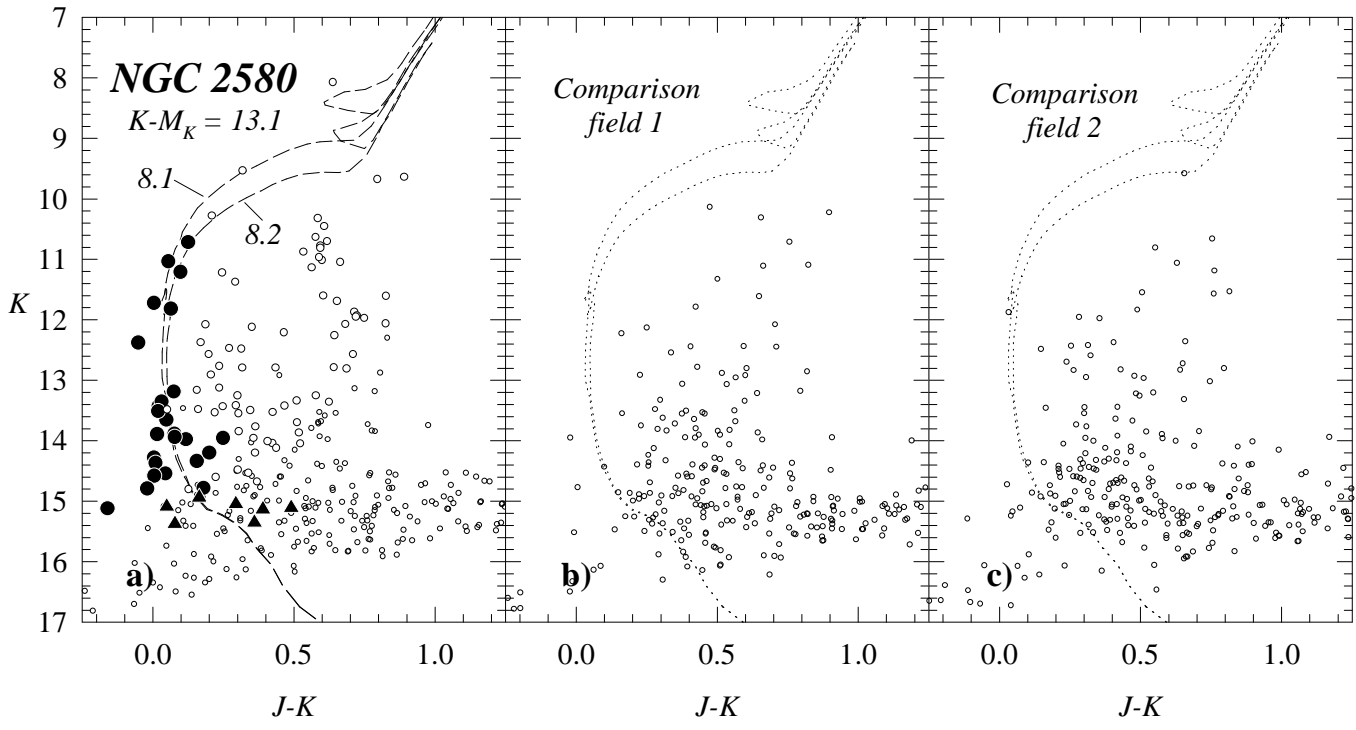 7
8
9
10
11
12
13
14
15
16
17
K
NGC 2580
K-M_K = 13.1
8.1
8.2
a)
Comparison
field 1
b)
Comparison
field 2
c)
0.0 0.5 1.0
0.0 0.5 1.0
0.0 0.5 1.0
J-K
J-K
J-K